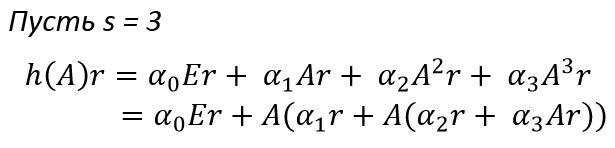 Пусть s = 3
h(A)r = α₀Er + α₁Ar + α₂A²r + α₃A³r
= α₀Er + A(α₁r + A(α₂r + α₃Ar))